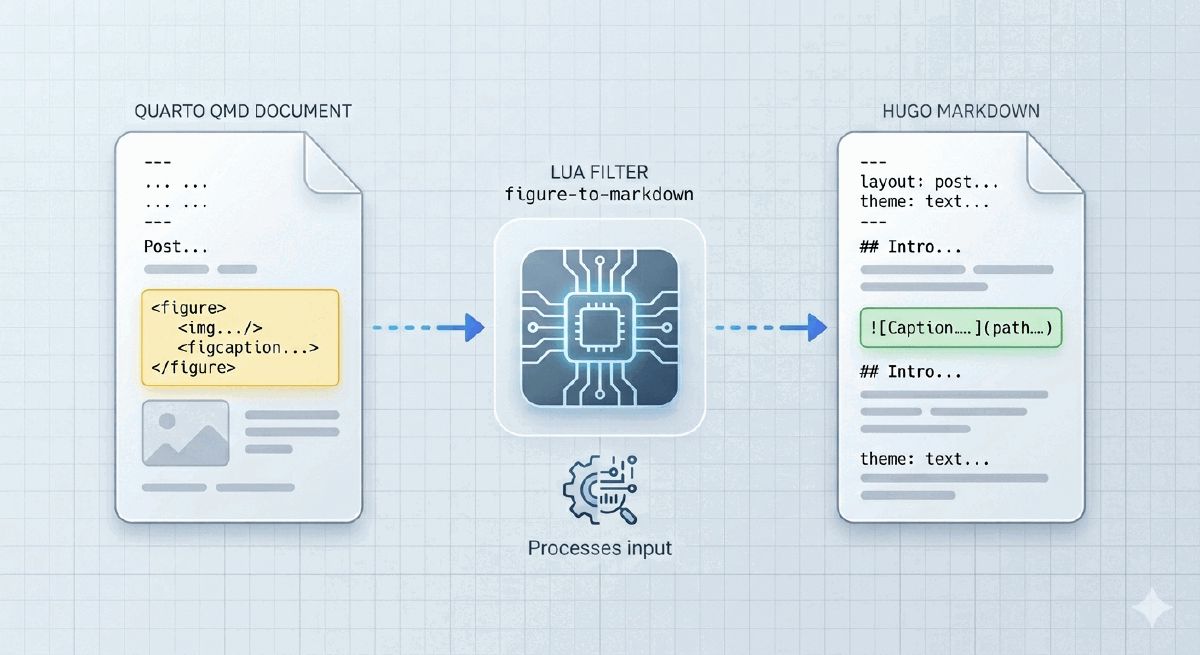 QUARTO QMD DOCUMENT
---
... ...
... ...
---
Post...
<figure>
<img.../>
<figcaption...>
</figure>
LUA FILTER
figure-to-markdown
Processes input
HUGO MARKDOWN
---
layout: post...
theme: text...
---
## Intro...
![Caption….](path….)
## Intro...
theme: text...